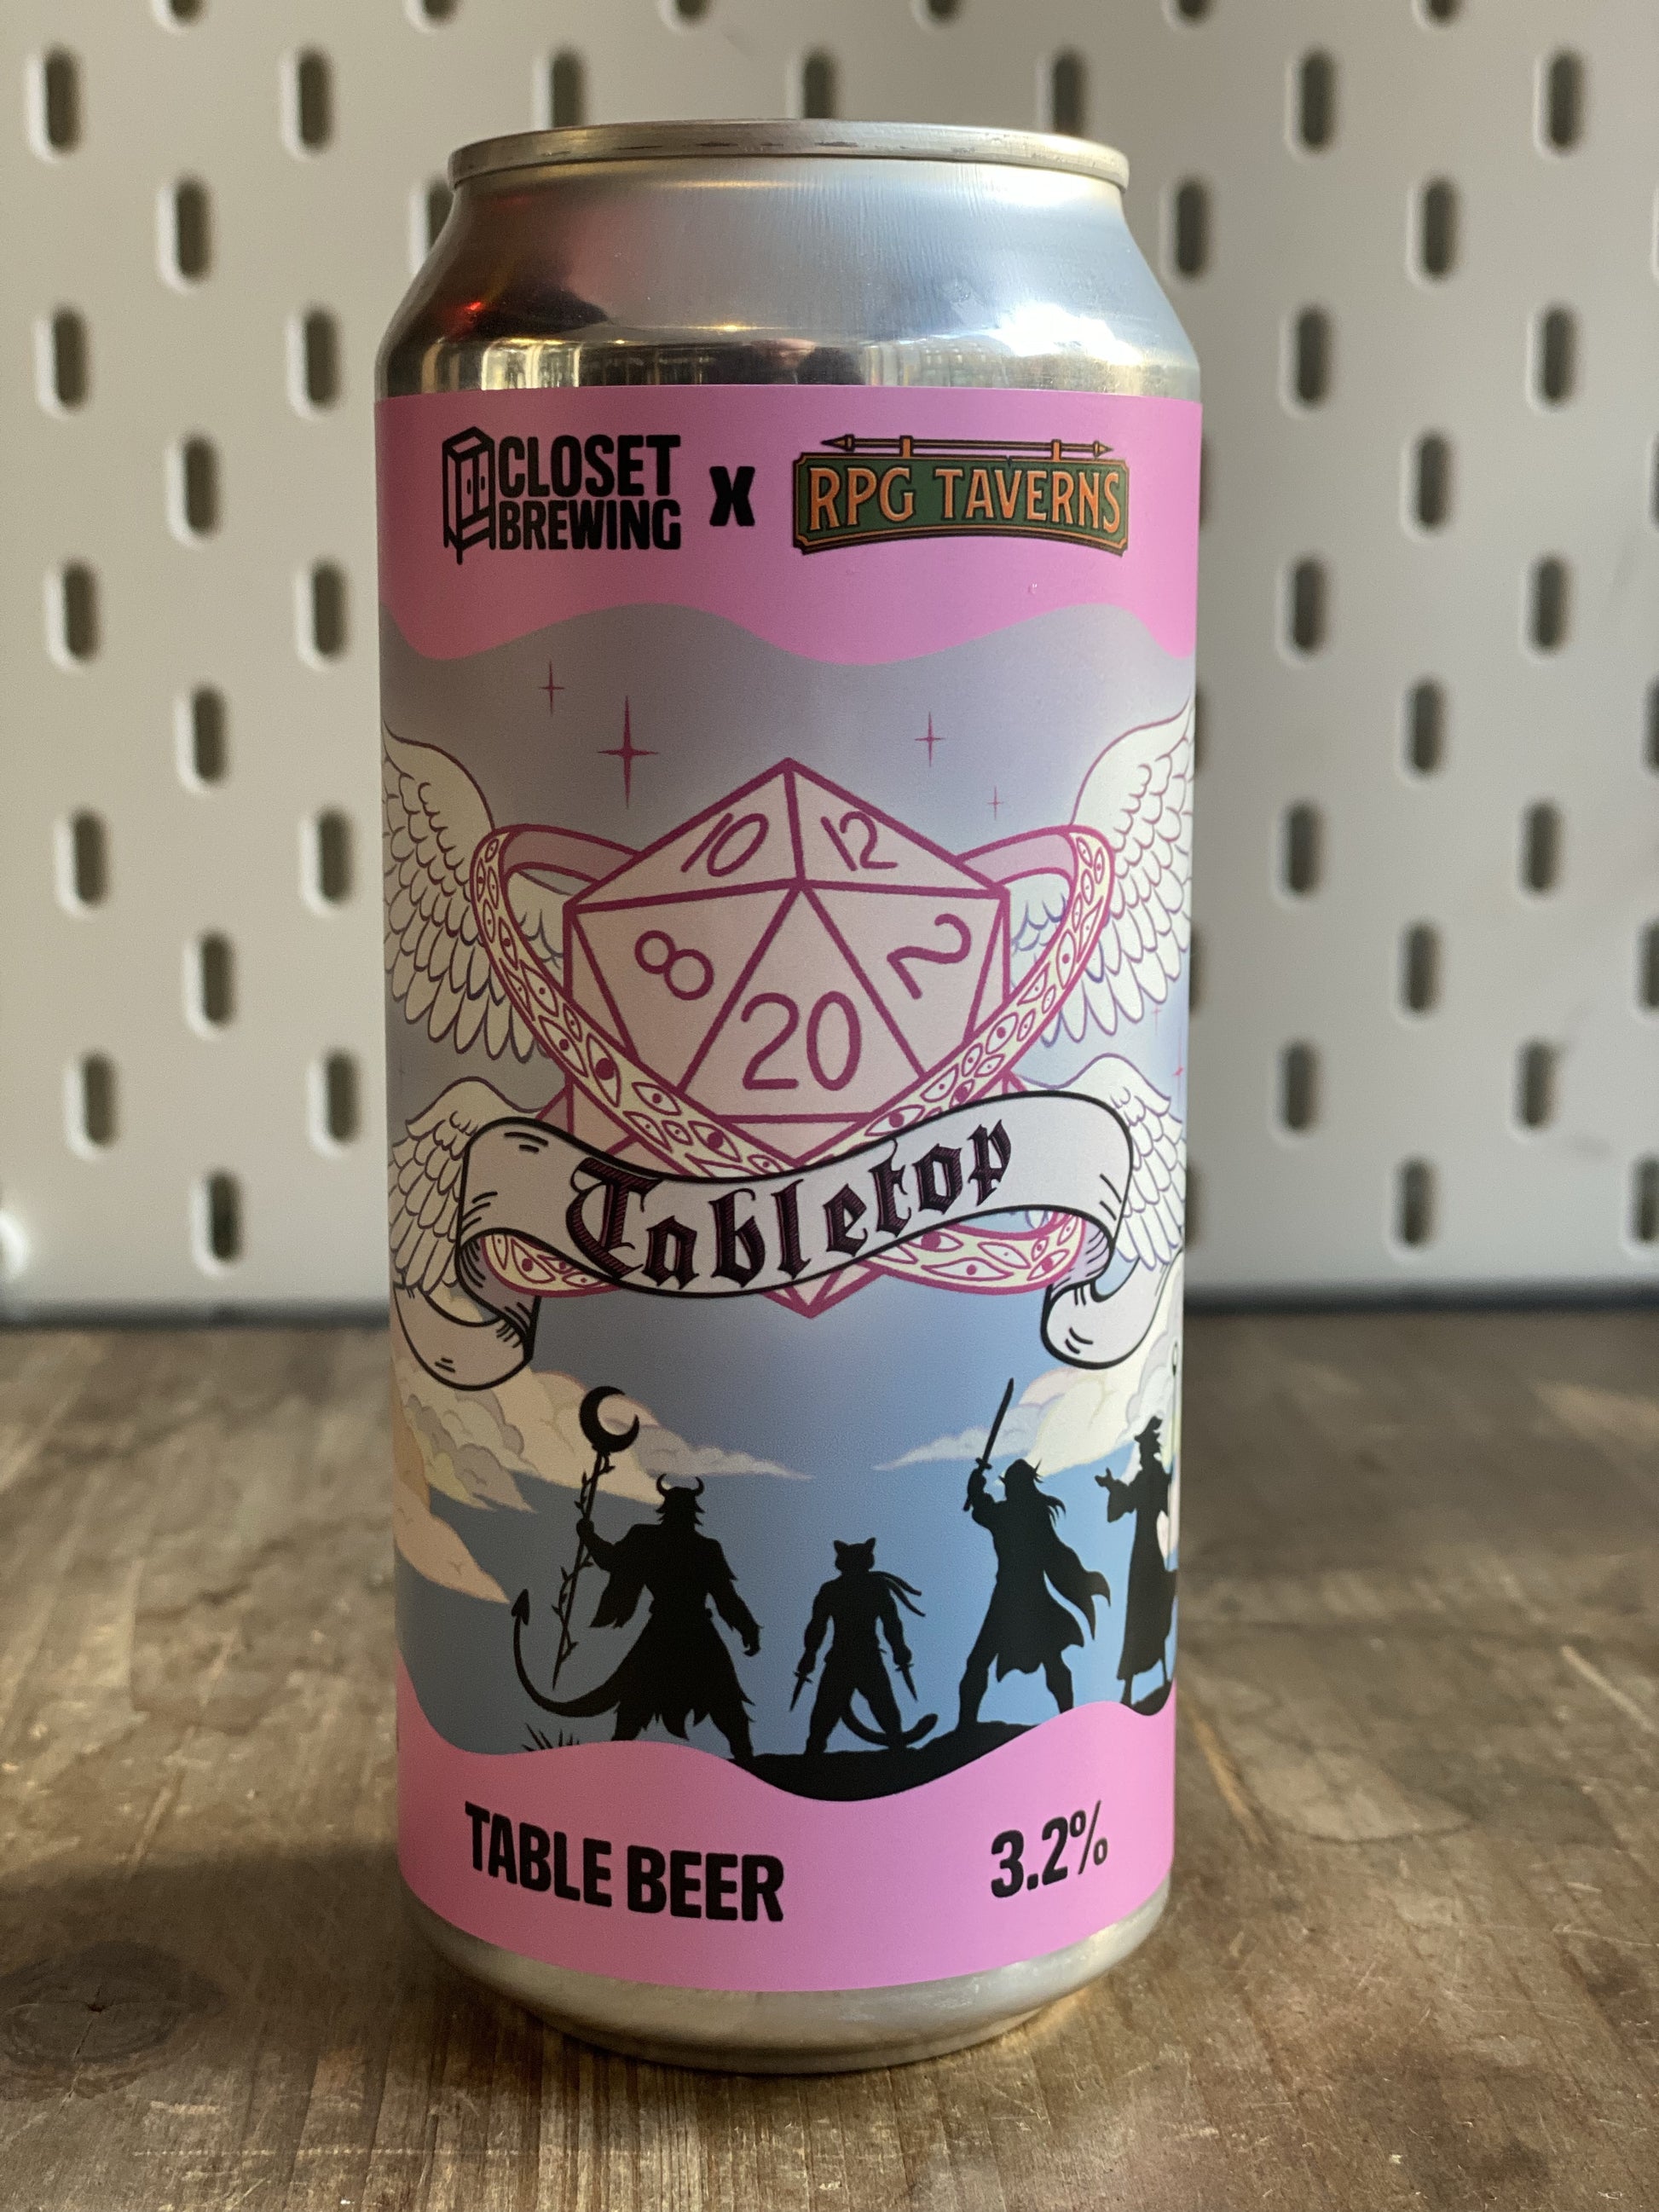 CLOSET
BREWING
X
RPG TAVERNS
10
12
8
20
2
Tabletop
TABLE BEER
3.2%